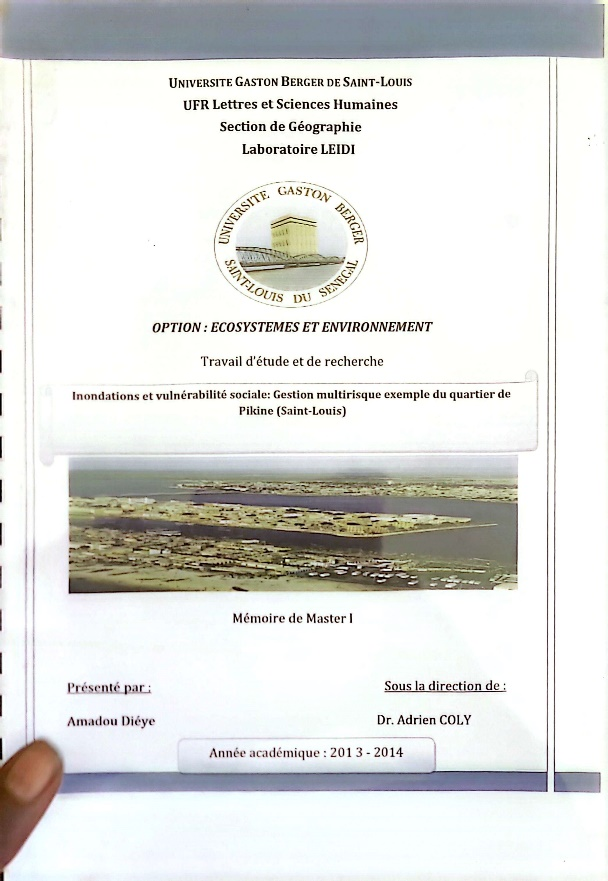 UNIVERSITE GASTON BERGER DE SAINT-LOUIS
UFR Lettres et Sciences Humaines
Section de Géographie
Laboratoire LEIDI
UNIVERSITE GASTON BERGER
SAINT-LOUIS DU SENEGAL
OPTION : ECOSYSTEMES ET ENVIRONNEMENT
Travail d'étude et de recherche
Inondations et vulnérabilité sociale: Gestion multirisque exemple du quartier de
Pikine (Saint-Louis)
Mémoire de Master I
Présenté par :
Sous la direction de :
Amadou Diéye
Dr. Adrien COLY
Année académique : 201 3 - 2014